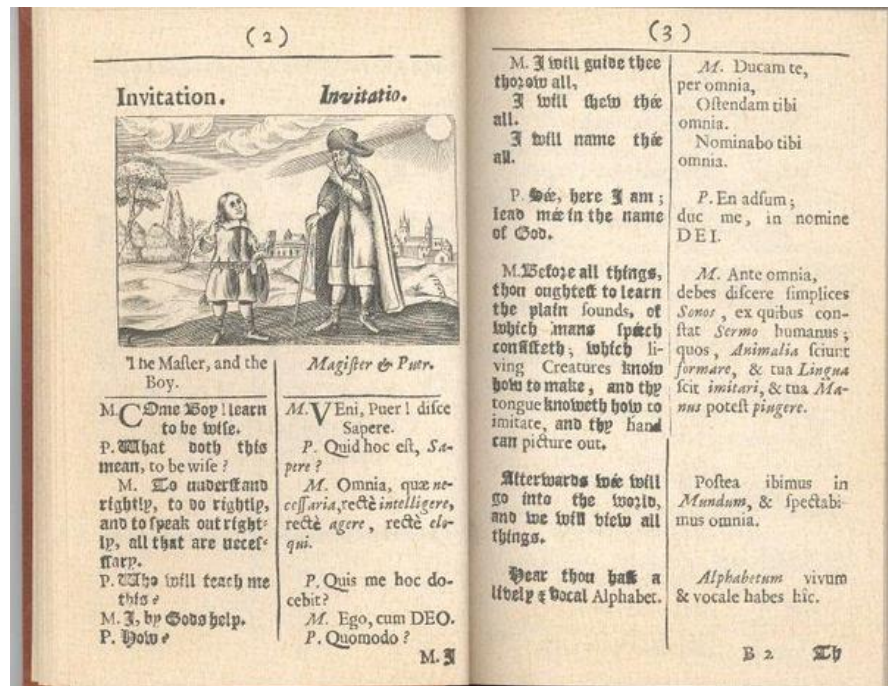 (2)
Invitation.
Invitatio.
The Maſter, and the
Boy.
M. COme Boy! learn
to be wiſe.
P. What doth this
mean, to be wiſe?
M. To underſtand
rightly, to do rightly,
and to ſpeak out right-
ly, all that are neceſ-
ſary.
P. Who will teach me
this?
M. I, by Gods help.
P. How?
Magiſter & Puer.
M. VEni, Puer! diſce
Sapere.
P. Quid hoc eſt, Sa-
pere?
M. Omnia, quæ ne-
ceſſaria, rectè intelligere,
rectè agere, rectè elo-
qui.
P. Quis me hoc do-
cebit?
M. Ego, cum DEO.
P. Quomodo?
M. I
(3)
M. I will guide thee
thorow all,
I will ſhew thée
all.
I will name thée
all.
P. Sée, here I am;
lead mée in the name
of God.
M. Before all things,
thou oughteſt to learn
the plain ſounds, of
which mans ſpéech
conſiſteth; which li-
ving Creatures know
how to make, and thy
tongue knoweth how to
imitate, and thy hand
can picture out.
Afterwards wée will
go into the world,
and we will view all
things.
Hear thou haſt a
lively & vocal Alphabet.
M. Ducam te,
per omnia,
Oſtendam tibi
omnia.
Nominabo tibi
omnia.
P. En adſum;
duc me, in nomine
DEI.
M. Ante omnia,
debes diſcere ſimplices
Sonos, ex quibus con-
ſtat Sermo humanus;
quos, Animalia ſciunt
formare, & tua Lingua
ſcit imitari, & tua Ma-
nus poteſt pingere.
Poſtea ibimus in
Mundum, & ſpectabi-
mus omnia.
Alphabetum vivum
& vocale habes hîc.
B 2 Th